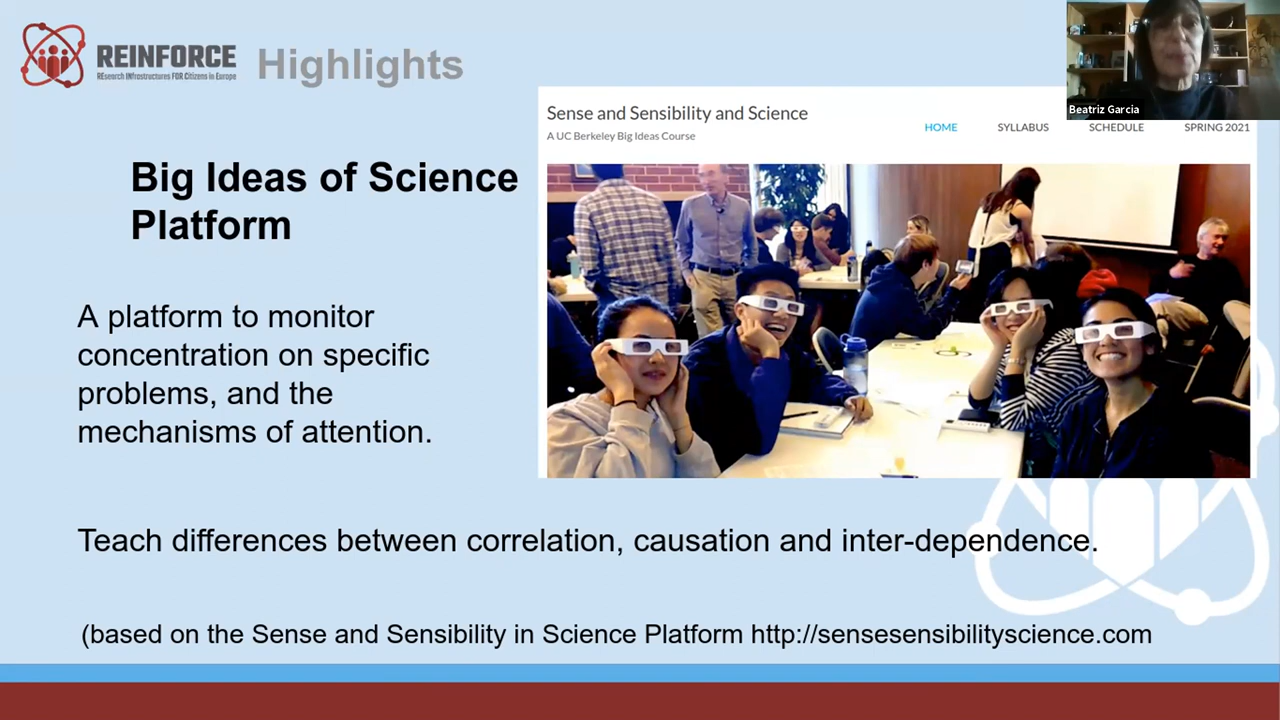 REINFORCE
REsearch INfrastructures FOR Citizens in Europe
Highlights
Beatriz Garcia
Sense and Sensibility and Science
A UC Berkeley Big Ideas Course
HOME SYLLABUS SCHEDULE SPRING 2021
Big Ideas of Science
Platform
A platform to monitor
concentration on specific
problems, and the
mechanisms of attention.
Teach differences between correlation, causation and inter-dependence.
(based on the Sense and Sensibility in Science Platform http://sensesensibilityscience.com